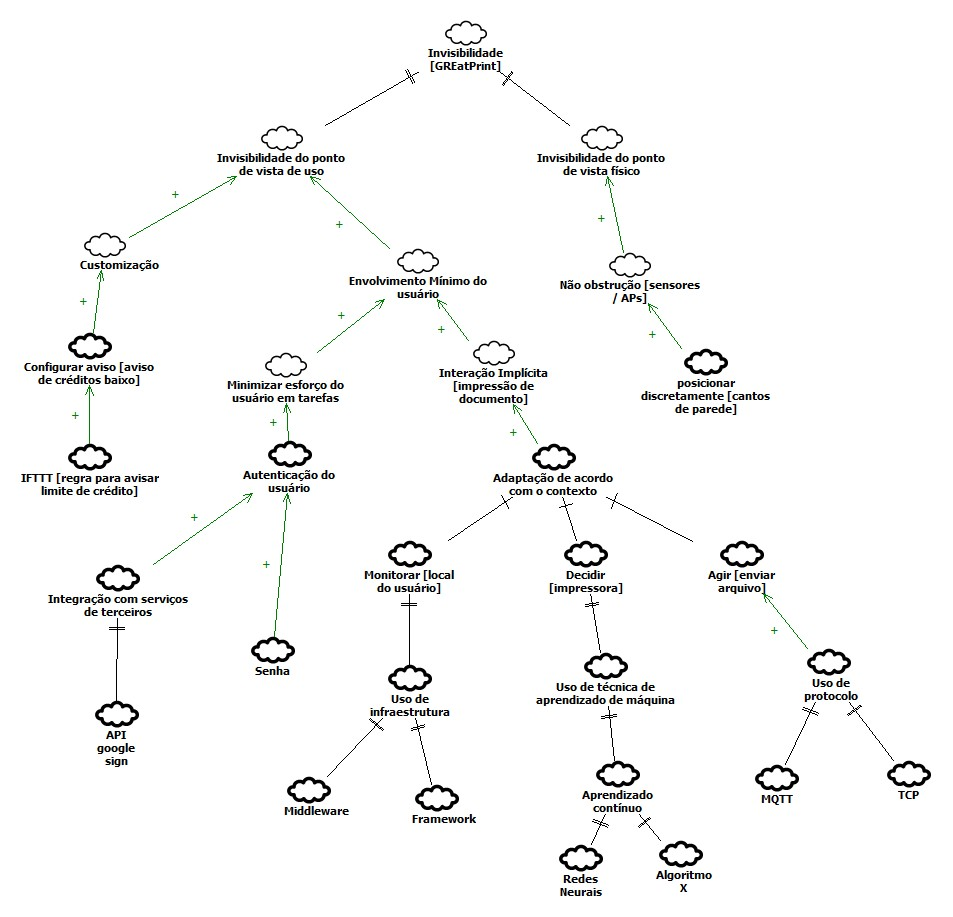 Invisibilidade
[GREatPrint]
Invisibilidade do ponto
de vista de uso
Invisibilidade do ponto
de vista físico
+
+
+
Customização
Envolvimento Mínimo do
usuário
Não obstrução [sensores
/ APs]
+
+
+
+
Configurar aviso [aviso
de créditos baixo]
Minimizar esforço do
usuário em tarefas
Interação Implícita
[impressão de
documento]
posicionar
discretamente [cantos
de parede]
+
+
+
IFTTT [regra para avisar
limite de crédito]
Autenticação do
usuário
Adaptação de acordo
com o contexto
+
+
Integração com serviços
de terceiros
Monitorar [local
do usuário]
Decidir
[impressora]
Agir [enviar
arquivo]
+
Senha
Uso de
infraestrutura
Uso de técnica de
aprendizado de máquina
Uso de
protocolo
API
google
sign
Middleware
Framework
Aprendizado
contínuo
MQTT
TCP
Redes
Neurais
Algoritmo
X